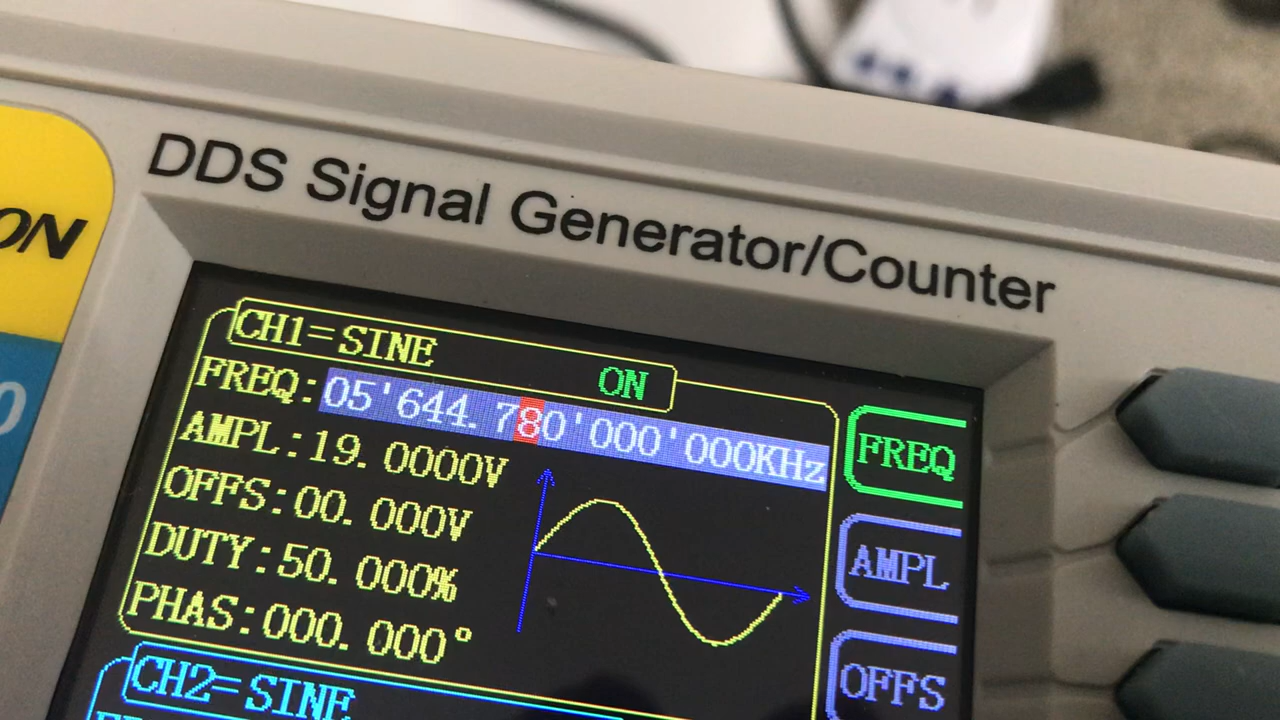 DDS Signal Generator/Counter
ON
0
CH1=SINE
ON
FREQ:05'644.780'000'000KHz
AMPL:19.0000V
OFFS:00.000V
DUTY:50.000%
PHAS:000.000°
FREQ
AMPL
OFFS
CH2=SINE